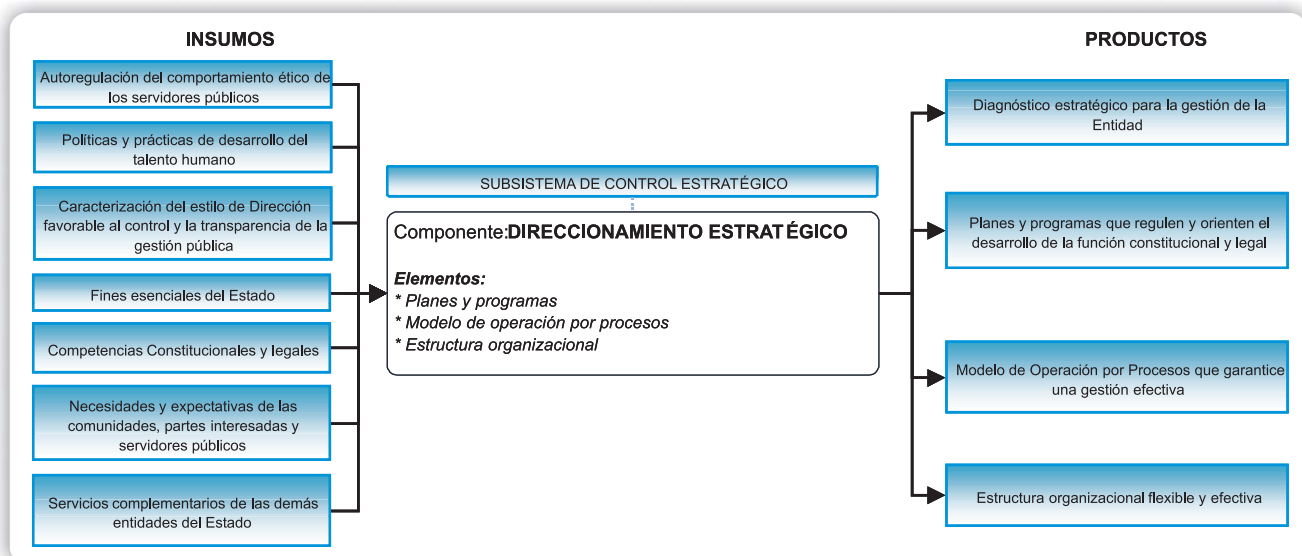 INSUMOS
Autoregulación del comportamiento ético de
los servidores públicos
Políticas y prácticas de desarrollo del
talento humano
Caracterización del estilo de Dirección
favorable al control y la transparencia de la
gestión pública
Fines esenciales del Estado
Competencias Constitucionales y legales
Necesidades y expectativas de las
comunidades, partes interesadas y
servidores públicos
Servicios complementarios de las demás
entidades del Estado
SUBSISTEMA DE CONTROL ESTRATÉGICO
Componente:DIRECCIONAMIENTO ESTRATÉGICO
Elementos:
* Planes y programas
* Modelo de operación por procesos
* Estructura organizacional
PRODUCTOS
Diagnóstico estratégico para la gestión de la
Entidad
Planes y programas que regulen y orienten el
desarrollo de la función constitucional y legal
Modelo de Operación por Procesos que garantice
una gestión efectiva
Estructura organizacional flexible y efectiva